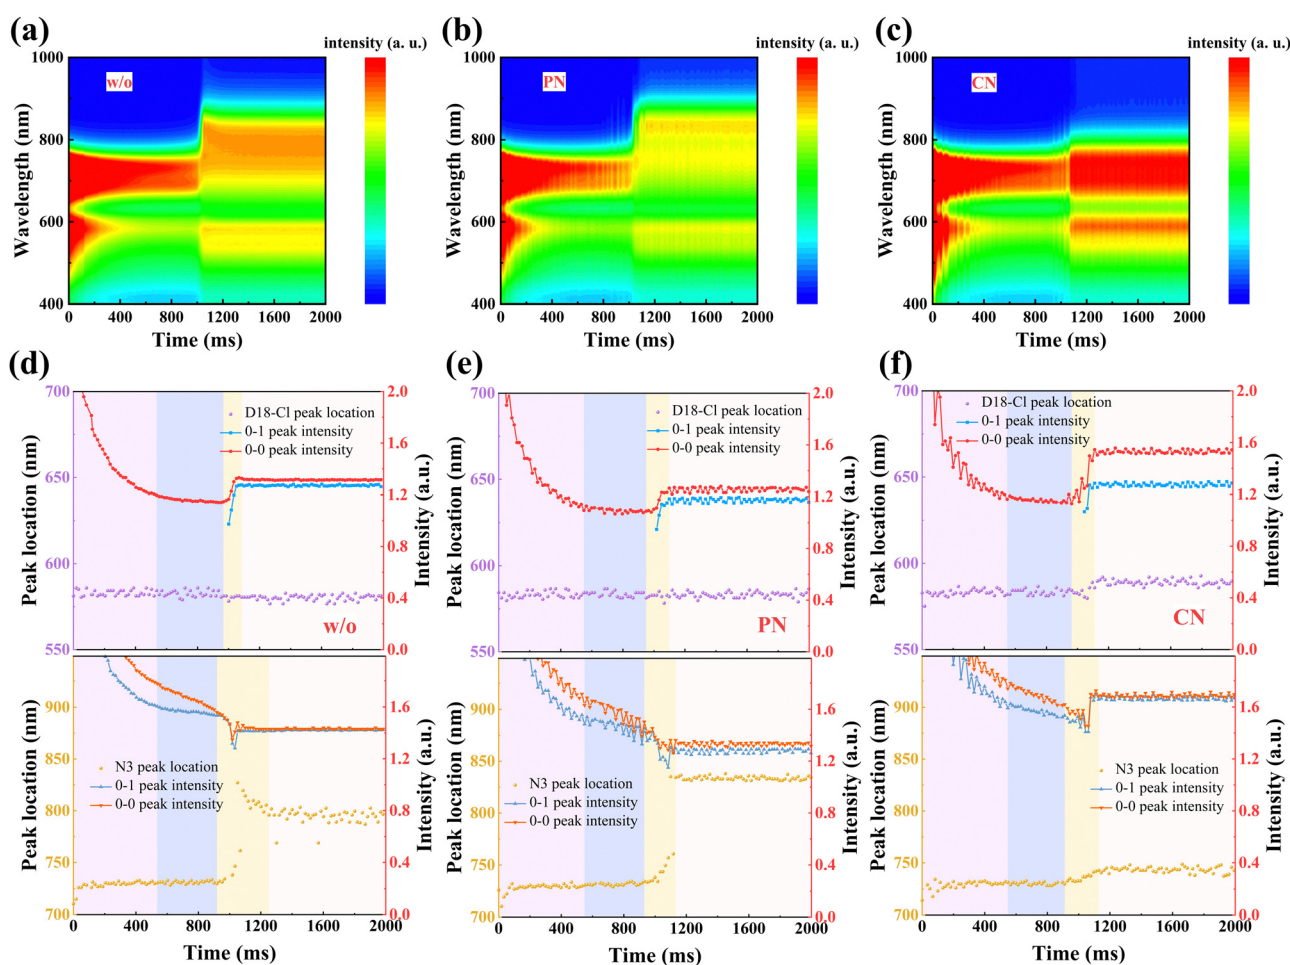 (a)
intensity (a. u.)
w/o
Wavelength (nm)
1000
800
600
400
0 400 800 1200 1600 2000
Time (ms)
(b)
intensity (a. u.)
PN
Wavelength (nm)
1000
800
600
400
0 400 800 1200 1600 2000
Time (ms)
(c)
intensity (a. u.)
CN
Wavelength (nm)
1000
800
600
400
0 400 800 1200 1600 2000
Time (ms)
(d)
Peak location (nm)
700
650
600
550
D18-Cl peak location
0-1 peak intensity
0-0 peak intensity
w/o
2.0
1.6
1.2
0.8
0.4
0.0
Intensity (a.u.)
Peak location (nm)
900
875
850
825
800
775
750
725
700
N3 peak location
0-1 peak intensity
0-0 peak intensity
1.6
1.2
0.8
0.4
0.0
Intensity (a.u.)
0 400 800 1200 1600 2000
Time (ms)
(e)
Peak location (nm)
700
650
600
550
D18-Cl peak location
0-1 peak intensity
0-0 peak intensity
PN
2.0
1.6
1.2
0.8
0.4
0.0
Intensity (a.u.)
Peak location (nm)
900
875
850
825
800
775
750
725
700
N3 peak location
0-1 peak intensity
0-0 peak intensity
1.6
1.2
0.8
0.4
0.0
Intensity (a.u.)
0 400 800 1200 1600 2000
Time (ms)
(f)
Peak location (nm)
700
650
600
550
D18-Cl peak location
0-1 peak intensity
0-0 peak intensity
CN
2.0
1.6
1.2
0.8
0.4
0.0
Intensity (a.u.)
Peak location (nm)
900
875
850
825
800
775
750
725
700
N3 peak location
0-1 peak intensity
0-0 peak intensity
1.6
1.2
0.8
0.4
0.0
Intensity (a.u.)
0 400 800 1200 1600 2000
Time (ms)